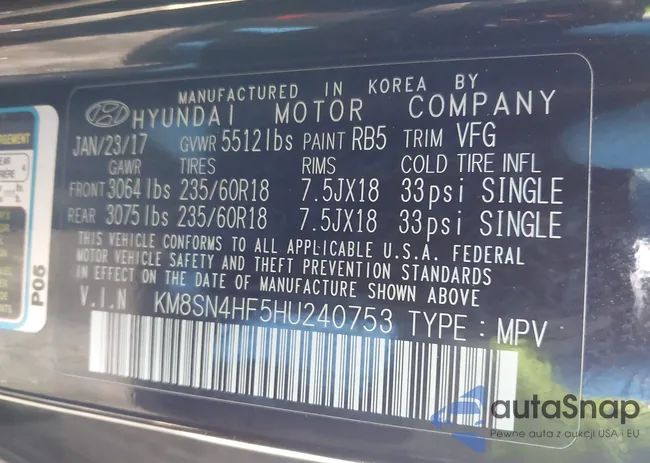 MANUFACTURED IN KOREA BY
HYUNDAI MOTOR COMPANY
JAN/23/17 GVWR 5512lbs PAINT RB5 TRIM VFG
GAWR TIRES RIMS COLD TIRE INFL
FRONT 3064lbs 235/60R18 7.5JX18 33psi SINGLE
REAR 3075lbs 235/60R18 7.5JX18 33psi SINGLE
THIS VEHICLE CONFORMS TO ALL APPLICABLE U.S.A. FEDERAL
MOTOR VEHICLE SAFETY AND THEFT PREVENTION STANDARDS
IN EFFECT ON THE DATE OF MANUFACTURE SHOWN ABOVE
V.I.N KM8SN4HF5HU240753 TYPE : MPV
P05
autaSnap
Pewne auta z aukcji USA i EU